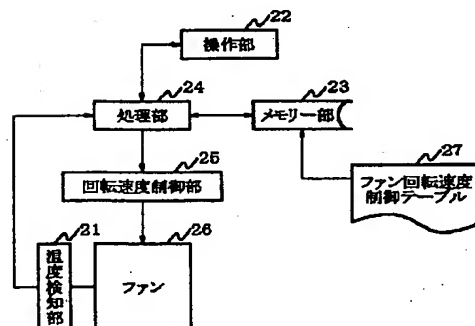 22
操作部
24
処理部
23
メモリー部
25
回転速度制御部
27
ファン回転速度
制御テーブル
21
温度検知部
26
ファン